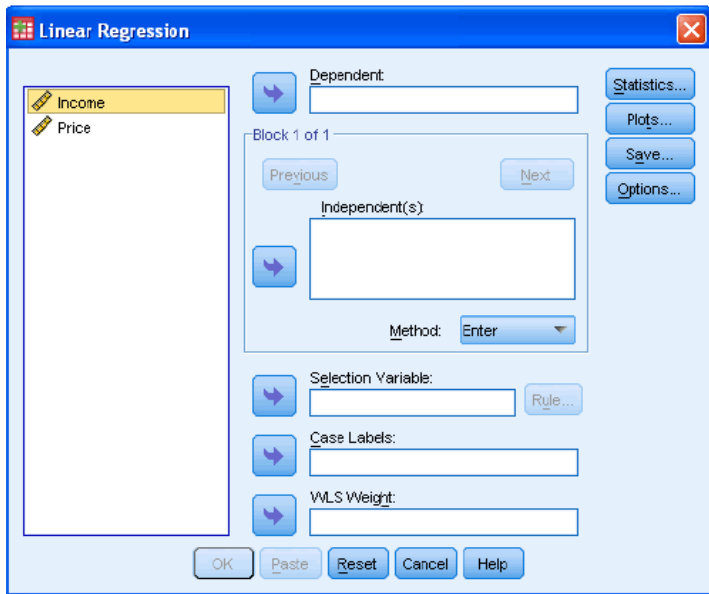 Linear Regression
Income
Price
Dependent:
Block 1 of 1
Previous
Next
Independent(s):
Method:
Enter
Selection Variable:
Rule...
Case Labels:
WLS Weight:
Statistics...
Plots...
Save...
Options...
OK
Paste
Reset
Cancel
Help